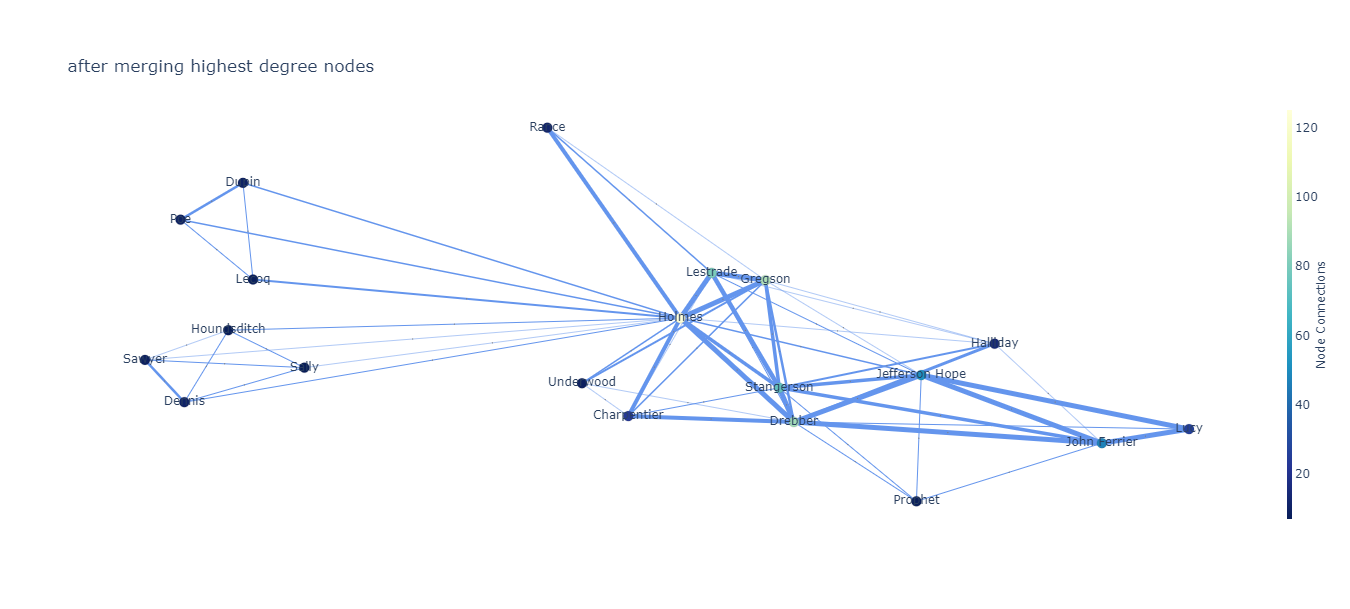 after merging highest degree nodes
Rance
Dupin
Poe
Lecoq
Houndsditch
Sawyer
Sally
Dennis
Lestrade
Gregson
Holmes
Underwood
Charpentier
Stangerson
Drebber
Halliday
Jefferson Hope
Lucy
John Ferrier
Prophet
120
100
80
60
40
20
Node Connections